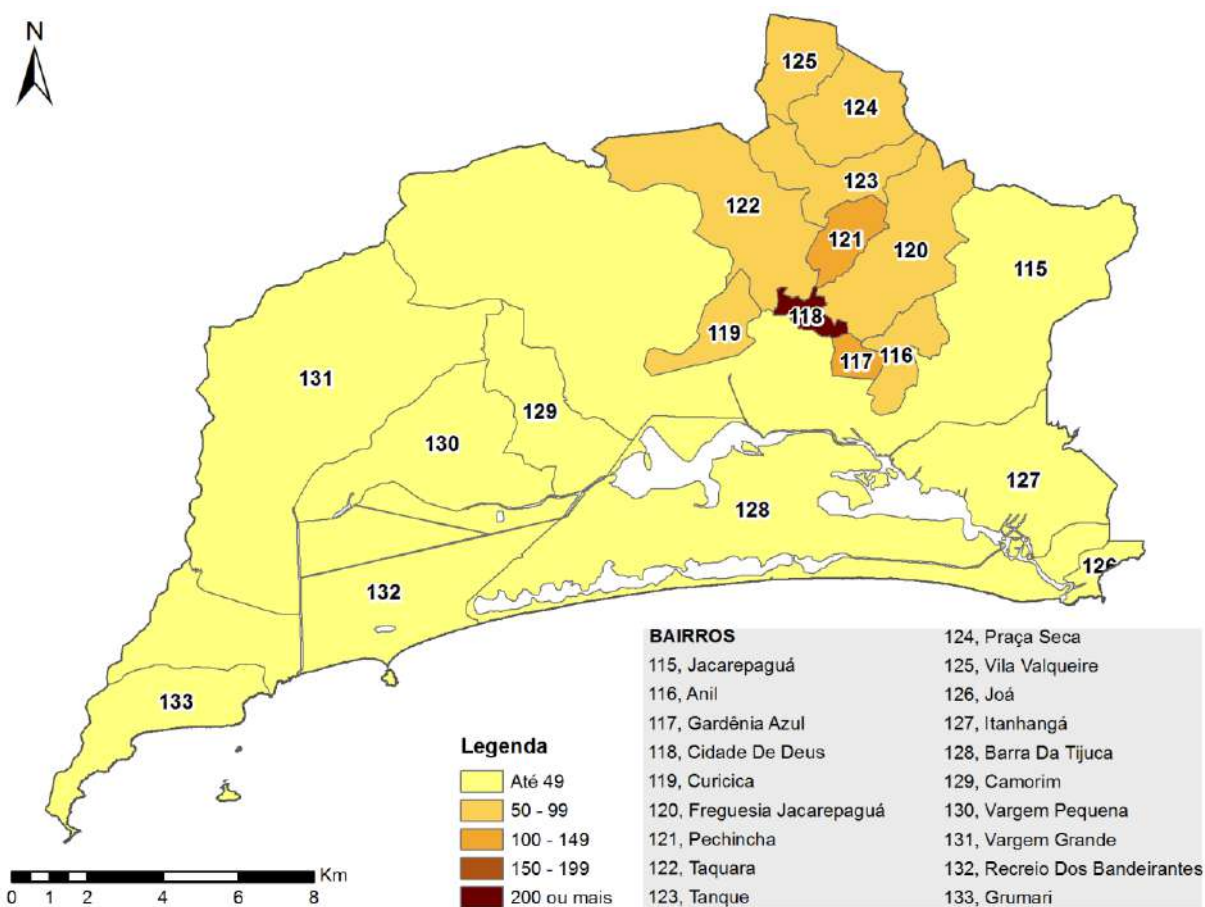 N
125
124
123
122
121
120
115
118
119
117
116
131
129
130
127
128
126
132
133
Legenda
Até 49
50 - 99
100 - 149
150 - 199
200 ou mais
Km
0 1 2 4 6 8
BAIRROS
115, Jacarepaguá
116, Anil
117, Gardênia Azul
118, Cidade De Deus
119, Curicica
120, Freguesia Jacarepaguá
121, Pechincha
122, Taquara
123, Tanque
124, Praça Seca
125, Vila Valqueire
126, Joá
127, Itanhangá
128, Barra Da Tijuca
129, Camorim
130, Vargem Pequena
131, Vargem Grande
132, Recreio Dos Bandeirantes
133, Grumari